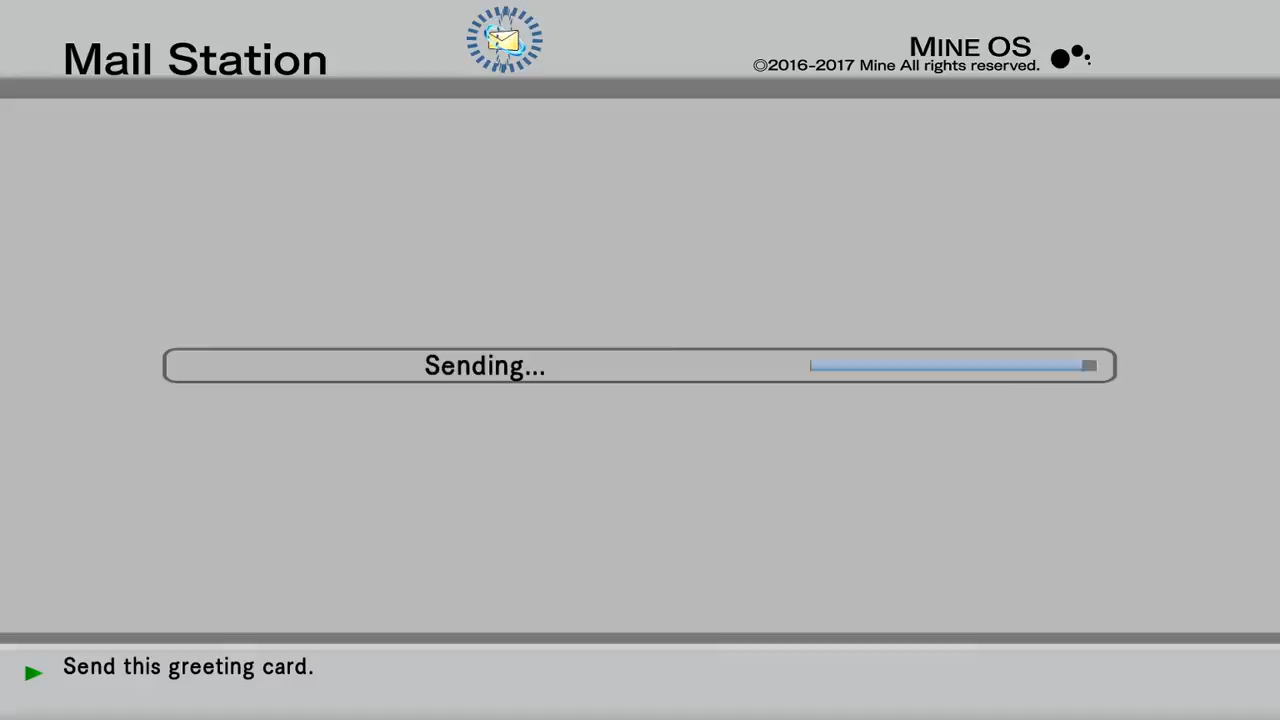 Mail Station
MINE OS
©2016-2017 Mine All rights reserved.
Sending...
Send this greeting card.